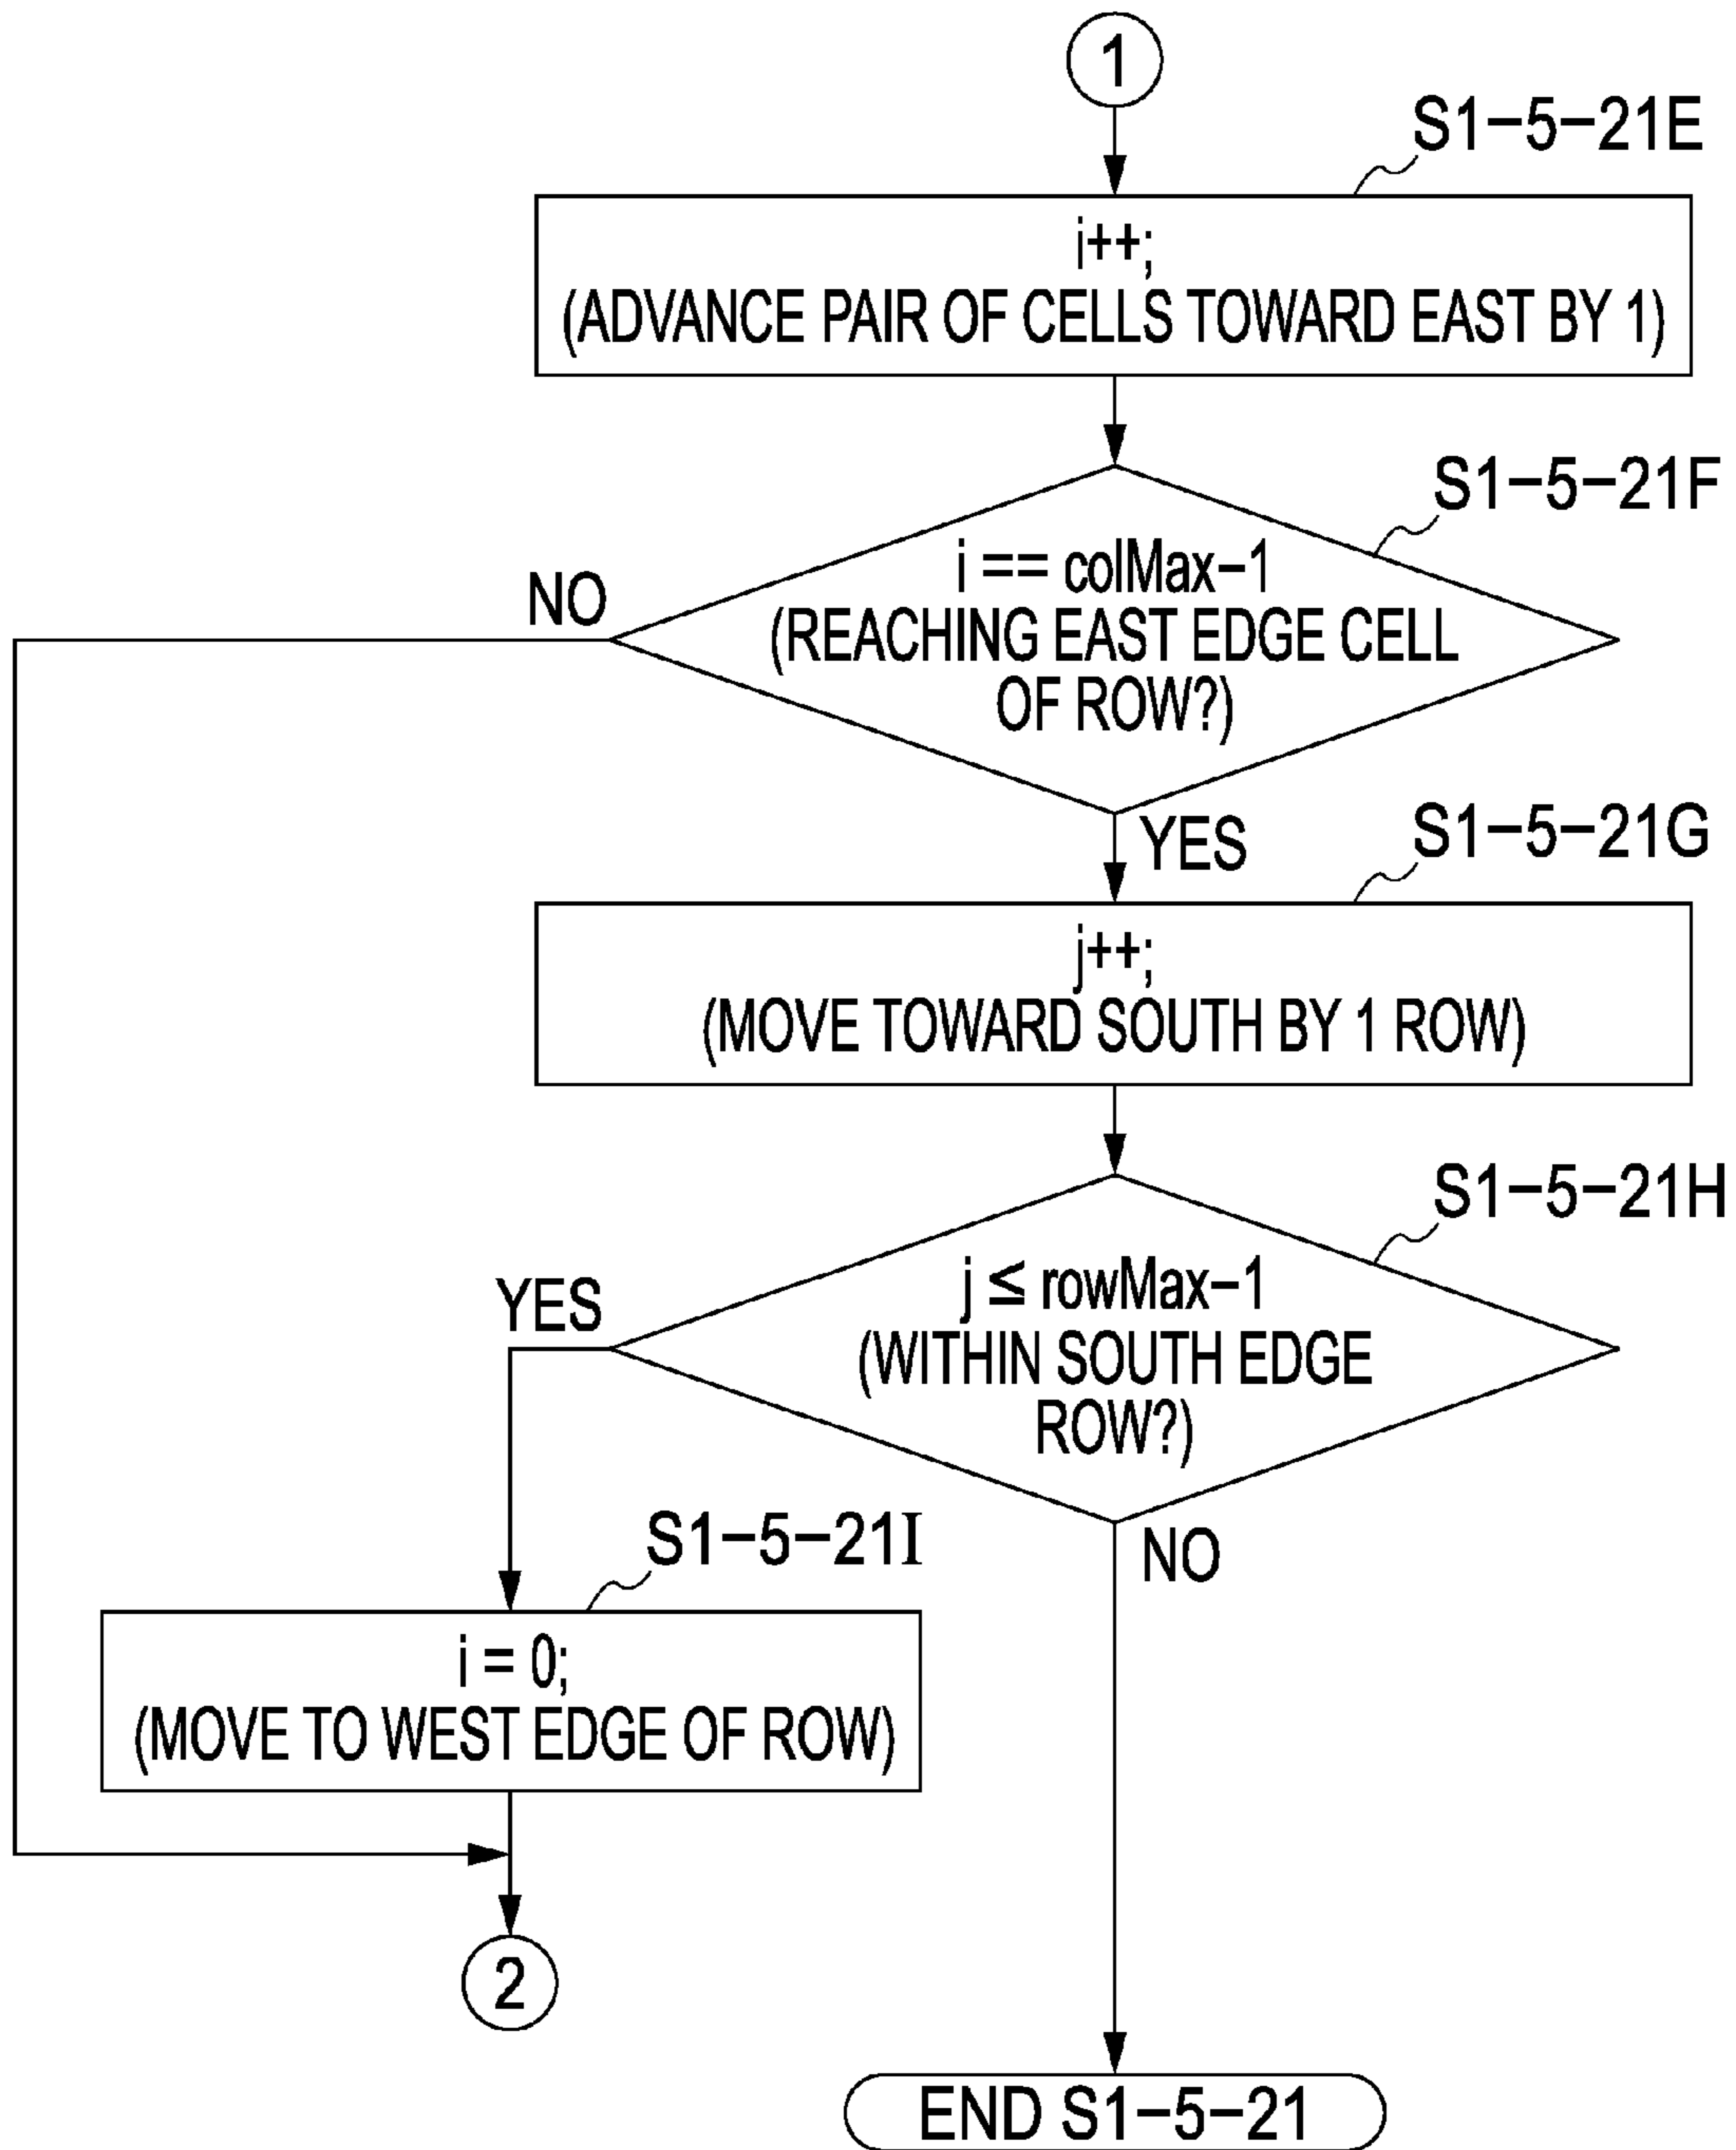 1
S1-5-21E
i++;
(ADVANCE PAIR OF CELLS TOWARD EAST BY 1)
S1-5-21F
i == colMax-1
(REACHING EAST EDGE CELL
OF ROW?)
NO
YES
S1-5-21G
j++;
(MOVE TOWARD SOUTH BY 1 ROW)
S1-5-21H
j ≤ rowMax-1
(WITHIN SOUTH EDGE
ROW?)
YES
NO
S1-5-21I
i = 0;
(MOVE TO WEST EDGE OF ROW)
2
END S1-5-21